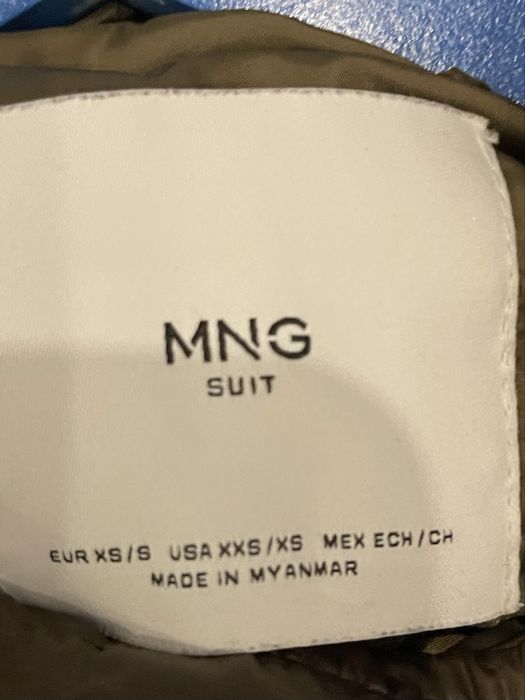 MNG
SUIT
EUR XS/S USA XXS/XS MEX ECH/CH
MADE IN MYANMAR